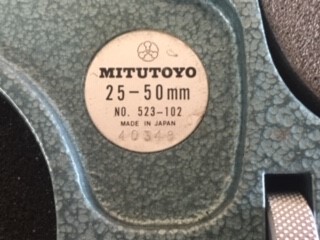 MITUTOYO
25-50mm
NO. 523-102
MADE IN JAPAN
40349